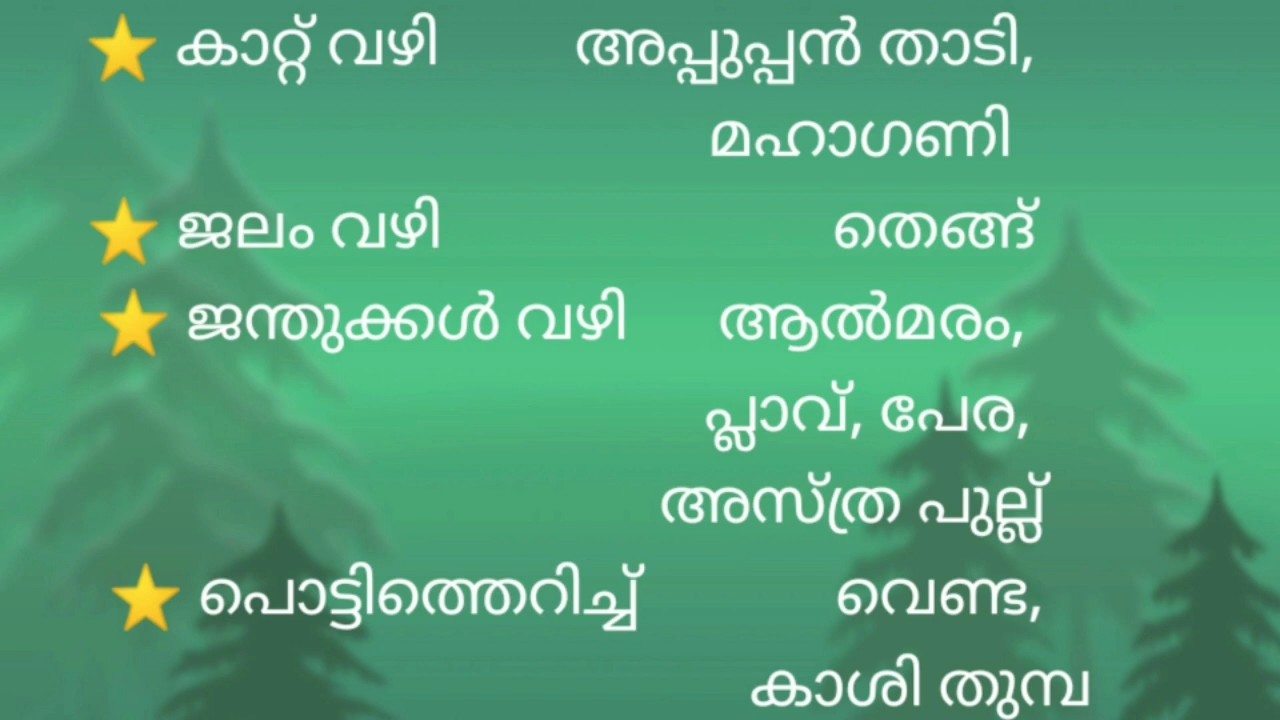 ⭐ കാറ്റ് വഴി അപ്പുപ്പൻ താടി,
മഹാഗണി
⭐ ജലം വഴി തെങ്ങ്
⭐ ജന്തുക്കൾ വഴി ആൽമരം,
പ്ലാവ്, പേര,
അസ്ത്ര പുല്ല്
⭐ പൊട്ടിത്തെറിച്ച് വെണ്ട,
കാശി തുമ്പ